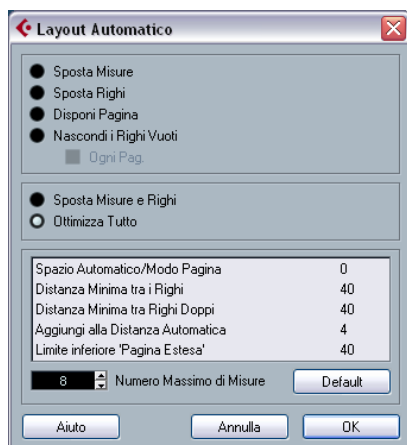 Layout Automatico
Sposta Misure
Sposta Righi
Disponi Pagina
Nascondi i Righi Vuoti
Ogni Pag.
Sposta Misure e Righi
Ottimizza Tutto
Spazio Automatico/Modo Pagina 0
Distanza Minima tra i Righi 40
Distanza Minima tra Righi Doppi 40
Aggiungi alla Distanza Automatica 4
Limite inferiore 'Pagina Estesa' 40
8 Numero Massimo di Misure Default
Aiuto Annulla OK